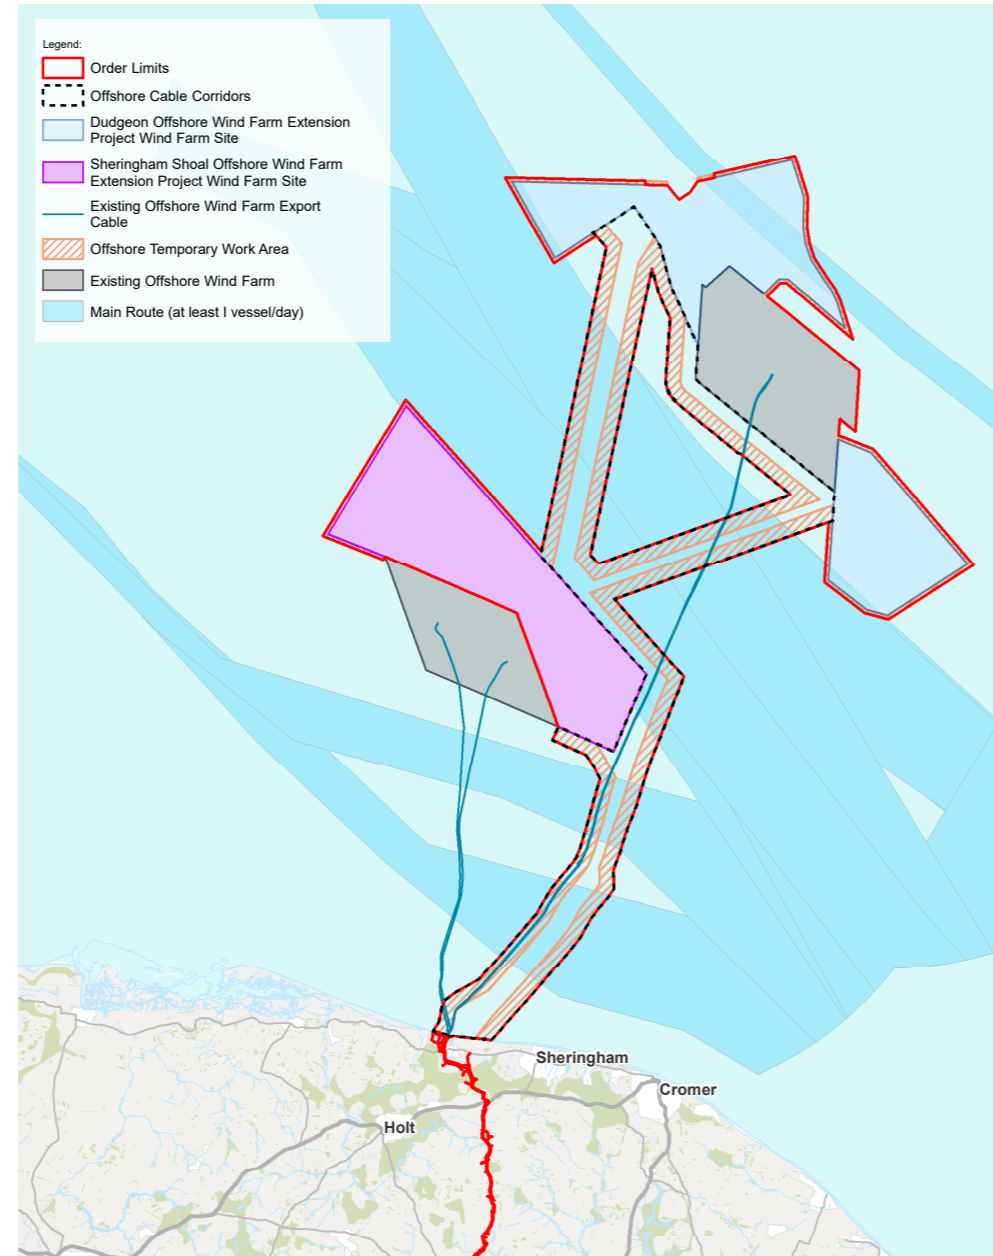 Legend:
Order Limits
Offshore Cable Corridors
Dudgeon Offshore Wind Farm Extension
Project Wind Farm Site
Sheringham Shoal Offshore Wind Farm
Extension Project Wind Farm Site
Existing Offshore Wind Farm Export
Cable
Offshore Temporary Work Area
Existing Offshore Wind Farm
Main Route (at least I vessel/day)
Sheringham
Cromer
Holt